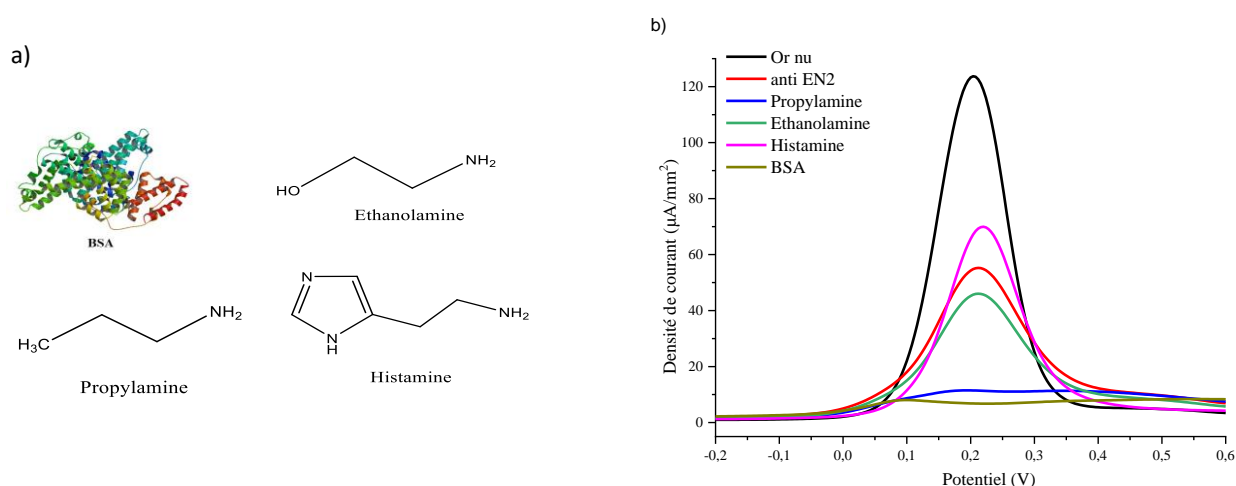 a)
BSA
HO
NH₂
Ethanolamine
H₃C
NH₂
Propylamine
N
NH
NH₂
Histamine
b)
Or nu
anti EN2
Propylamine
Ethanolamine
Histamine
BSA
Densité de courant (µA/mm²)
120
100
80
60
40
20
0
-0,2 -0,1 0,0 0,1 0,2 0,3 0,4 0,5 0,6
Potentiel (V)